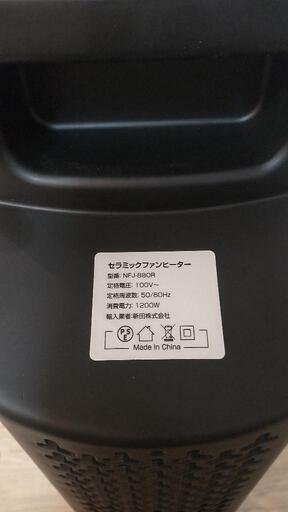 セラミックファンヒーター
型番: NFJ-880R
定格電圧: 100V～
定格周波数: 50/60Hz
消費電力: 1200W
輸入業者:新田株式会社
PSE
Made In China